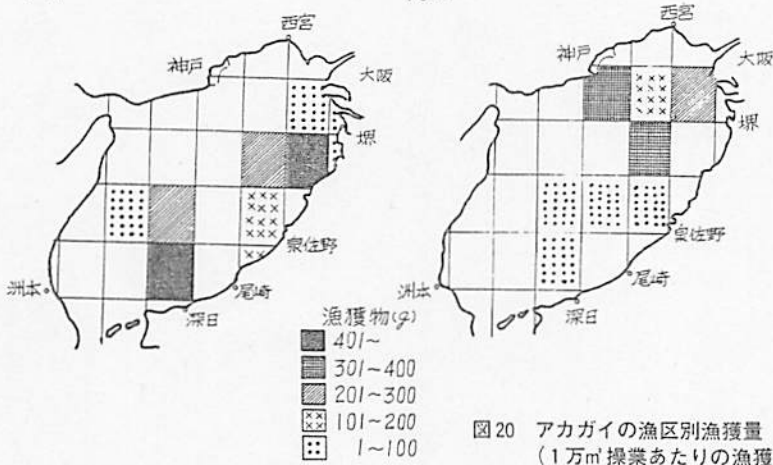 西宮
神戸
大阪
堺
泉佐野
尾崎
深日
洲本
西宮
神戸
大阪
堺
泉佐野
尾崎
深日
洲本
漁獲物(g)
401~
301~400
201~300
101~200
1~100
図20 アカガイの漁区別漁獲量
(1万㎡操業あたりの漁獲